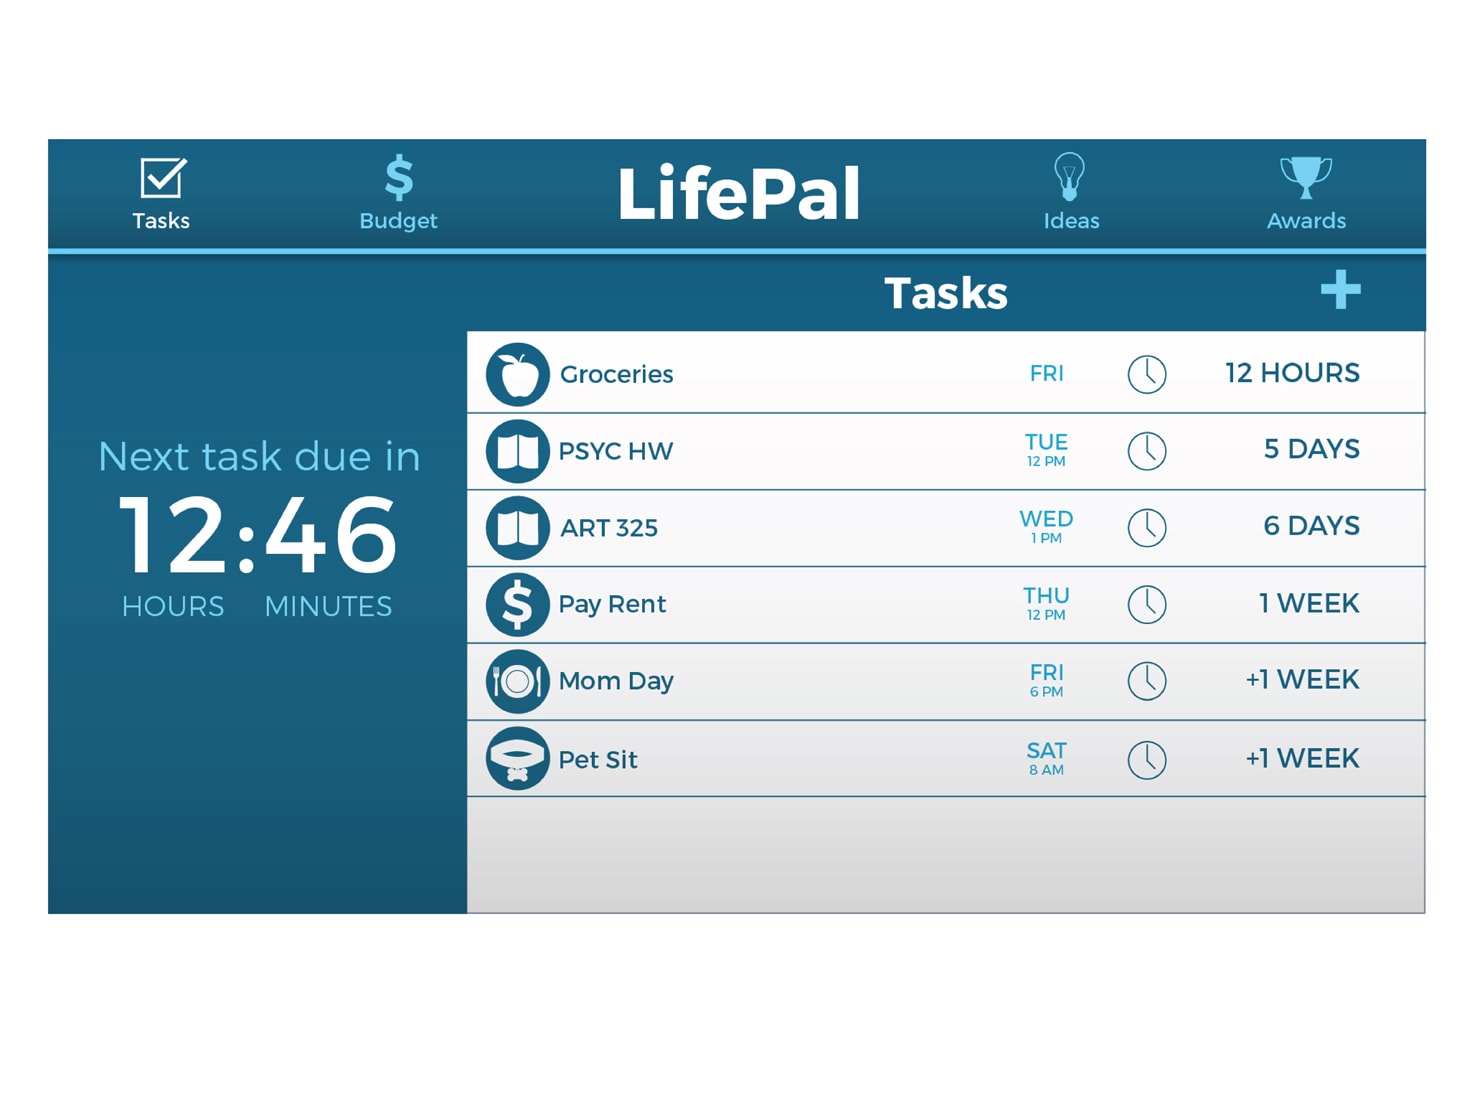 Tasks
Budget
LifePal
Ideas
Awards
Tasks
Next task due in
12:46
HOURS MINUTES
Groceries FRI 12 HOURS
PSYC HW TUE 12 PM 5 DAYS
ART 325 WED 1 PM 6 DAYS
Pay Rent THU 12 PM 1 WEEK
Mom Day FRI 6 PM +1 WEEK
Pet Sit SAT 8 AM +1 WEEK